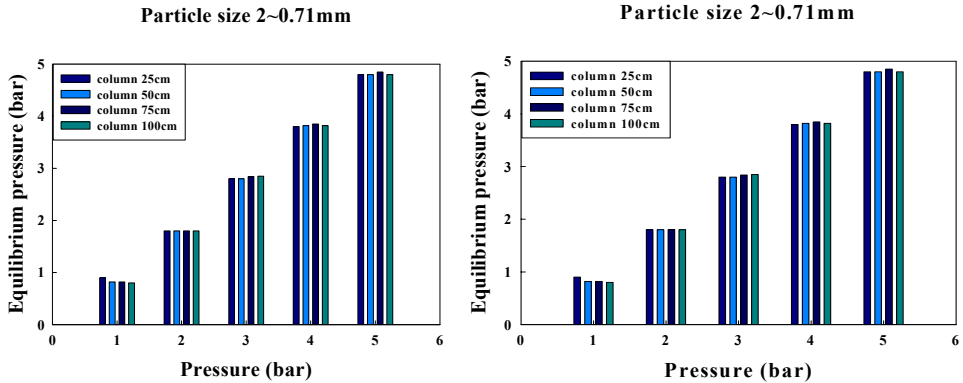 Particle size 2~0.71mm
Equilibrium pressure (bar)
5
4
3
2
1
0
column 25cm
column 50cm
column 75cm
column 100cm
0 1 2 3 4 5 6
Pressure (bar)
Particle size 2~0.71mm
Equilibrium pressure (bar)
5
4
3
2
1
0
column 25cm
column 50cm
column 75cm
column 100cm
0 1 2 3 4 5 6
Pressure (bar)